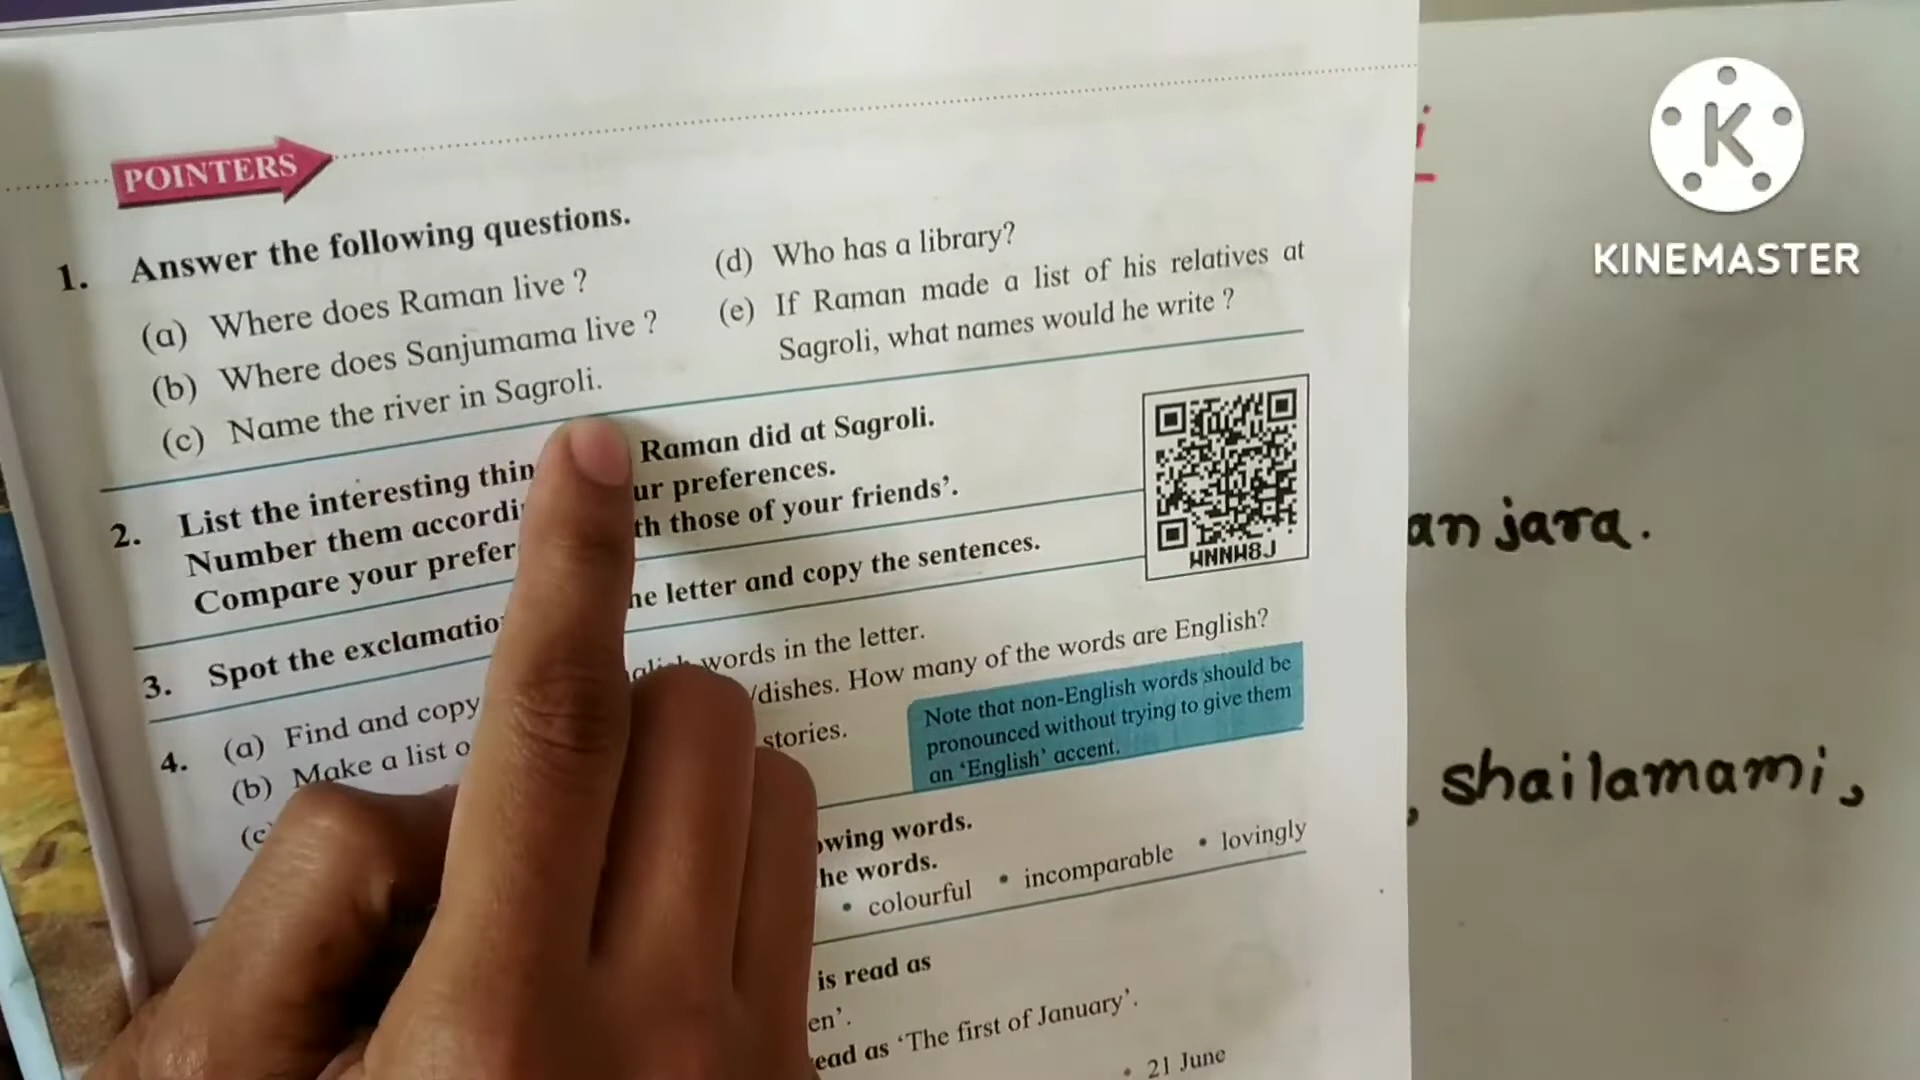 POINTERS
1. Answer the following questions.
(a) Where does Raman live ?
(b) Where does Sanjumama live ?
(c) Name the river in Sagroli.
(d) Who has a library?
(e) If Raman made a list of his relatives at
Sagroli, what names would he write ?
2. List the interesting thin Raman did at Sagroli.
Number them accordi ur preferences.
Compare your prefer th those of your friends’.
3. Spot the exclamatio he letter and copy the sentences.
4. (a) Find and copy words in the letter.
(b) Make a list o /dishes. How many of the words are English?
(c stories.
Note that non-English words should be
pronounced without trying to give them
an ‘English’ accent.
owing words.
he words.
• colourful • incomparable • lovingly
is read as
en’.
ead as ‘The first of January’.
• 21 June
WNNW8J
K
KINEMASTER
i
anjara.
, shailamami,